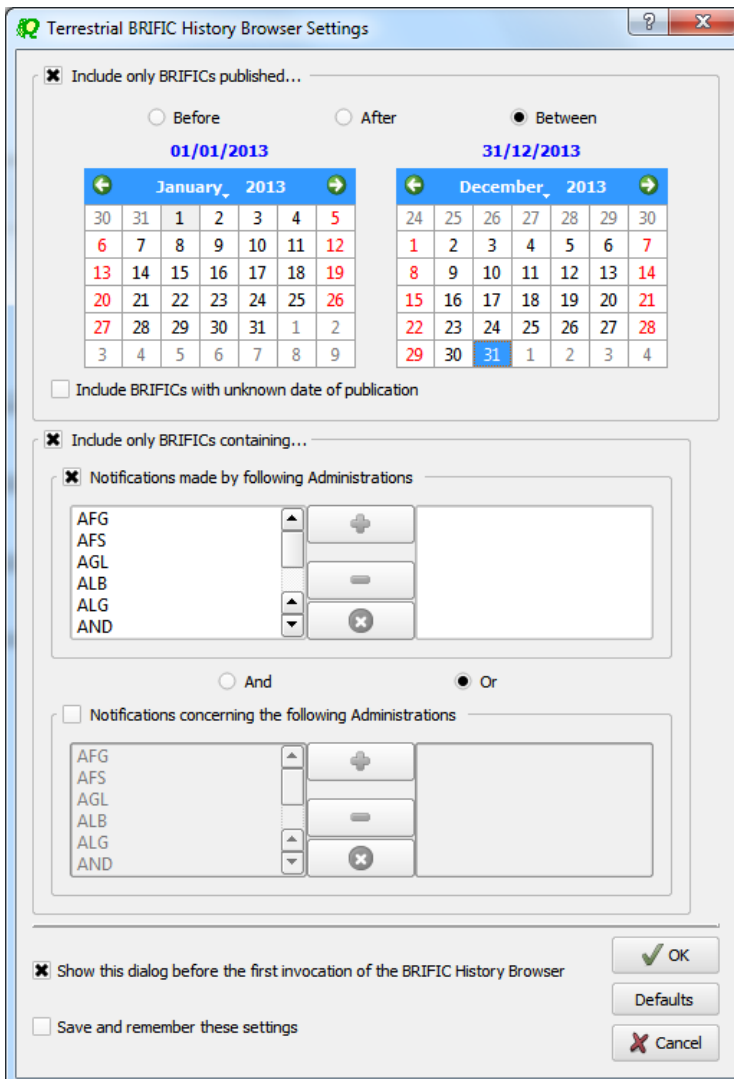 Terrestrial BRIFIC History Browser Settings
Include only BRIFICs published...
Before After Between
01/01/2013 31/12/2013
January 2013 December 2013
30 31 1 2 3 4 5 24 25 26 27 28 29 30
6 7 8 9 10 11 12 1 2 3 4 5 6 7
13 14 15 16 17 18 19 8 9 10 11 12 13 14
20 21 22 23 24 25 26 15 16 17 18 19 20 21
27 28 29 30 31 1 2 22 23 24 25 26 27 28
3 4 5 6 7 8 9 29 30 31 1 2 3 4
Include BRIFICs with unknown date of publication
Include only BRIFICs containing...
Notifications made by following Administrations
AFG
AFS
AGL
ALB
ALG
AND
And Or
Notifications concerning the following Administrations
AFG
AFS
AGL
ALB
ALG
AND
Show this dialog before the first invocation of the BRIFIC History Browser
Save and remember these settings
OK
Defaults
Cancel